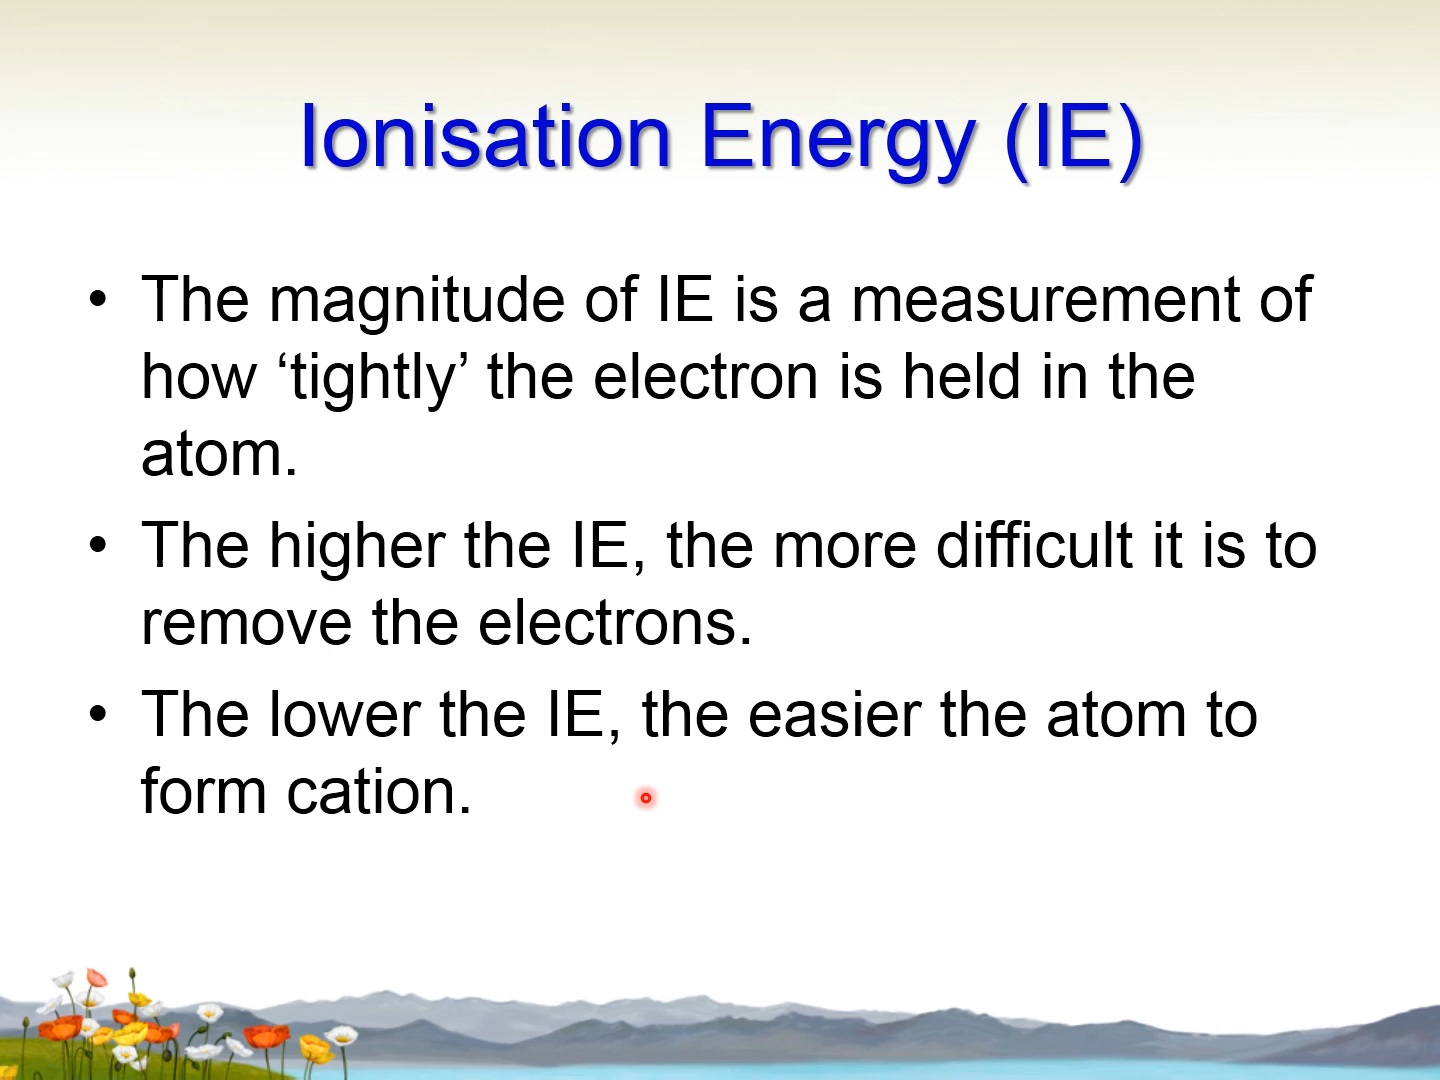 Ionisation Energy (IE)
• The magnitude of IE is a measurement of
how ‘tightly’ the electron is held in the
atom.
• The higher the IE, the more difficult it is to
remove the electrons.
• The lower the IE, the easier the atom to
form cation.